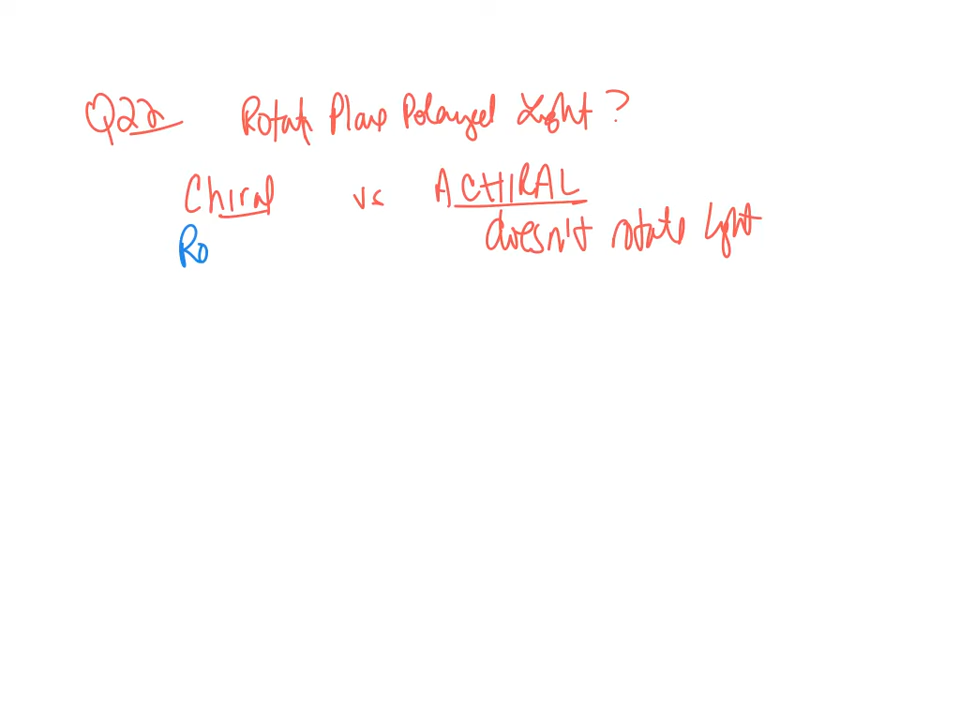 Q22 Rotate Plane Polarized Light?
Chiral vs ACHIRAL
Ro doesn't rotate light